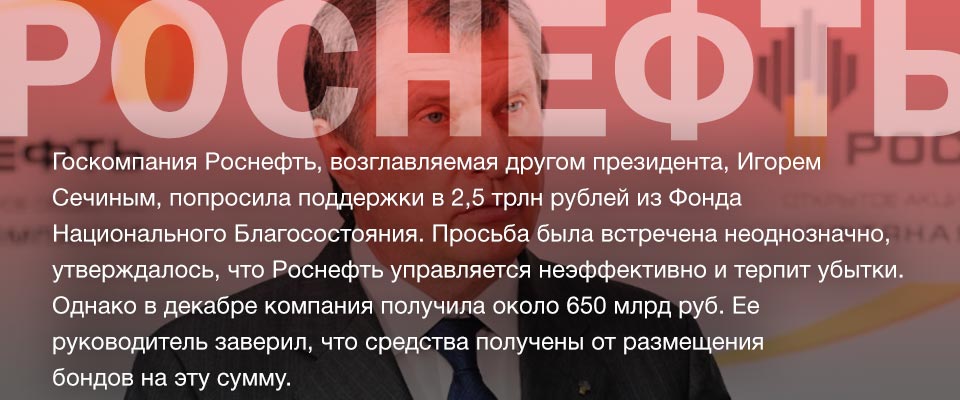 РОСНЕФТЬ
ЕФТЬ
РОС
Госкомпания Роснефть, возглавляемая другом президента, Игорем
Сечиным, попросила поддержки в 2,5 трлн рублей из Фонда
Национального Благосостояния. Просьба была встречена неоднозначно,
утверждалось, что Роснефть управляется неэффективно и терпит убытки.
Однако в декабре компания получила около 650 млрд руб. Ее
руководитель заверил, что средства получены от размещения
бондов на эту сумму.